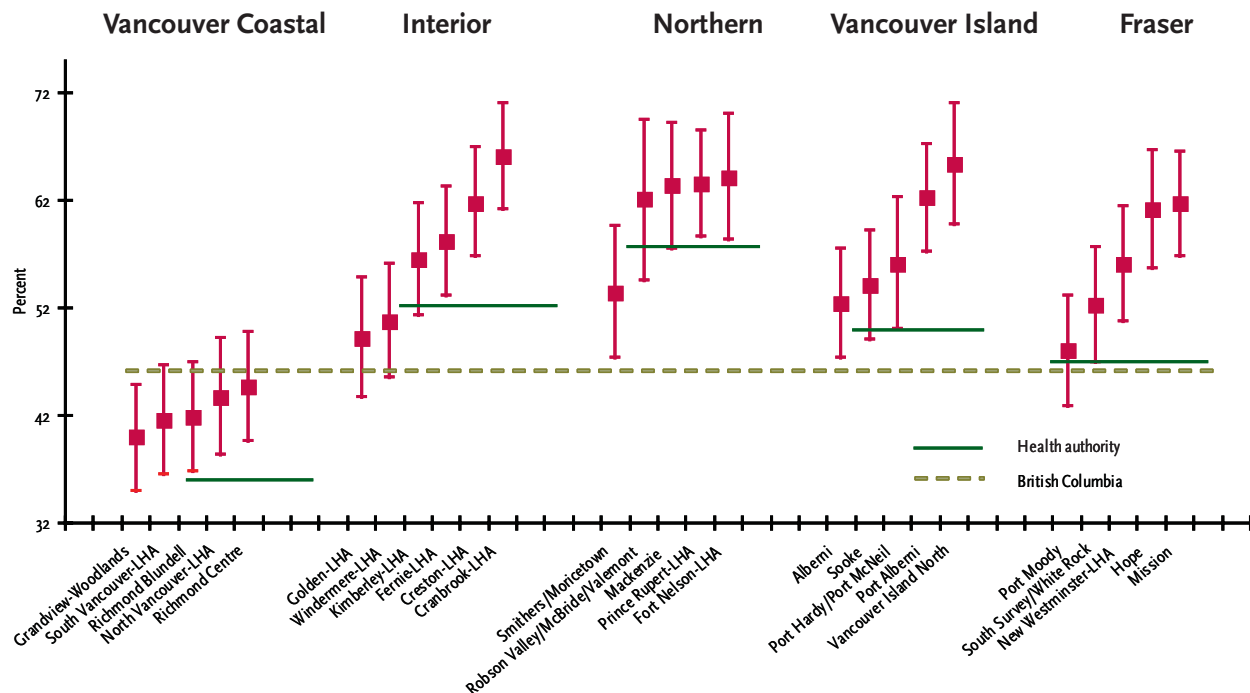 Vancouver Coastal
Interior
Northern
Vancouver Island
Fraser
Percent
72
62
52
42
32
Health authority
British Columbia
Grandview-Woodlands
South Vancouver-LHA
Richmond Blundell
North Vancouver-LHA
Richmond Centre
Golden-LHA
Windermere-LHA
Kimberley-LHA
Fernie-LHA
Creston-LHA
Cranbrook-LHA
Smithers/Moricetown
Robson Valley/McBride/Valemont
Mackenzie
Prince Rupert-LHA
Fort Nelson-LHA
Alberni
Sooke
Port Hardy/Port McNeil
Port Alberni
Vancouver Island North
Port Moody
South Survey/White Rock
New Westminster-LHA
Hope
Mission